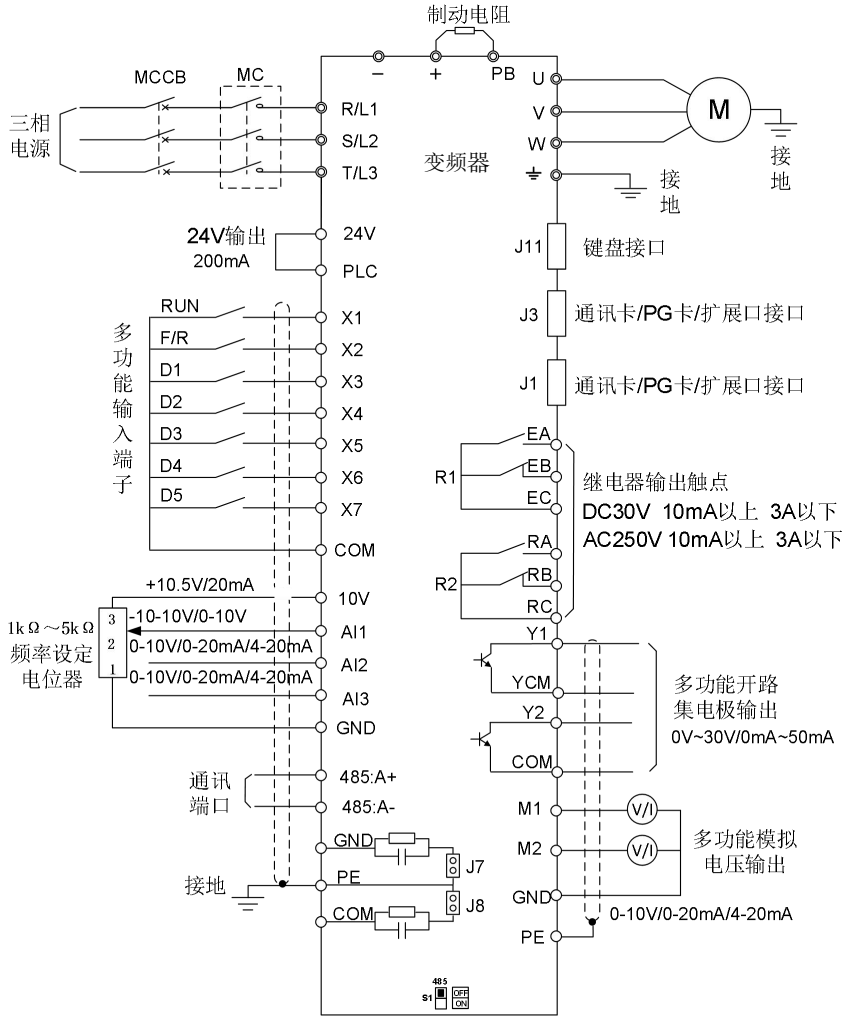 制动电阻
MCCB
MC
－
+
PB
三相
电源
R/L1
S/L2
T/L3
U
V
W
M
变频器
接
地
接
地
24V输出
200mA
24V
PLC
J11
键盘接口
J3
通讯卡/PG卡/扩展口接口
J1
通讯卡/PG卡/扩展口接口
多
功
能
输
入
端
子
RUN
F/R
D1
D2
D3
D4
D5
X1
X2
X3
X4
X5
X6
X7
COM
R1
EA
EB
EC
R2
RA
RB
RC
继电器输出触点
DC30V 10mA以上 3A以下
AC250V 10mA以上 3A以下
1kΩ～5kΩ
频率设定
电位器
3
2
1
+10.5V/20mA
-10-10V/0-10V
0-10V/0-20mA/4-20mA
0-10V/0-20mA/4-20mA
10V
AI1
AI2
AI3
GND
Y1
YCM
Y2
COM
多功能开路
集电极输出
0V~30V/0mA~50mA
通讯
端口
485:A+
485:A-
M1
V/I
M2
V/I
GND
PE
多功能模拟
电压输出
0-10V/0-20mA/4-20mA
接地
GND
PE
COM
J7
J8
485
S1
OFF
ON